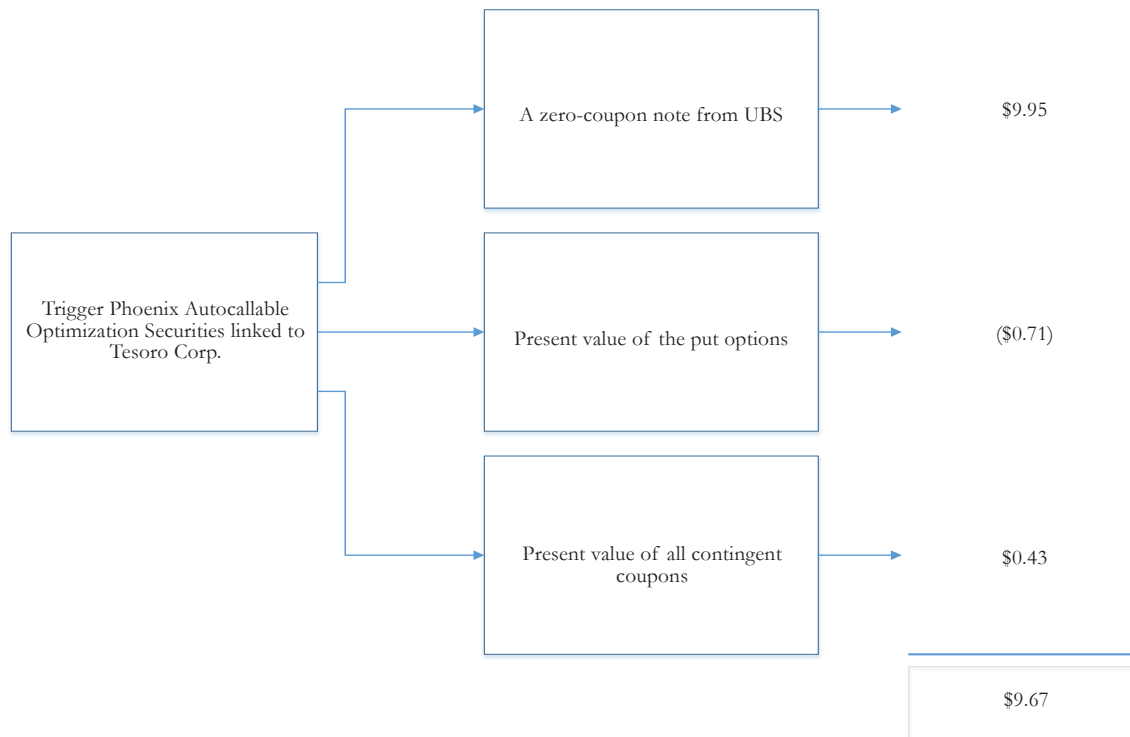 A zero-coupon note from UBS
$9.95
Trigger Phoenix Autocallable
Optimization Securities linked to
Tesoro Corp.
Present value of the put options
($0.71)
Present value of all contingent
coupons
$0.43
$9.67